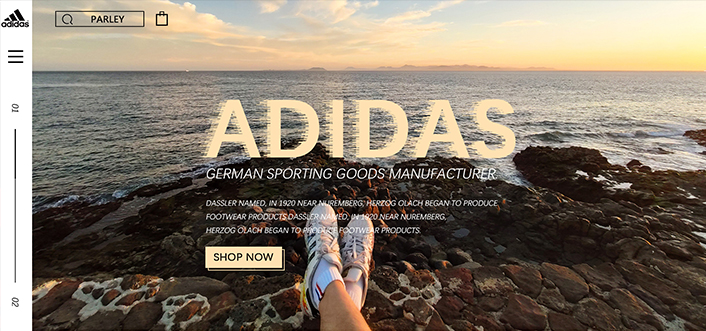 adidas
PARLEY
01
ADIDAS
GERMAN SPORTING GOODS MANUFACTURER
DASSLER NAMED, IN 1920 NEAR NUREMBERG, HERZOG OLACH BEGAN TO PRODUCE
FOOTWEAR PRODUCTS.DASSLER NAMED, IN 1920 NEAR NUREMBERG,
HERZOG OLACH BEGAN TO PRODUCE FOOTWEAR PRODUCTS.
SHOP NOW
02